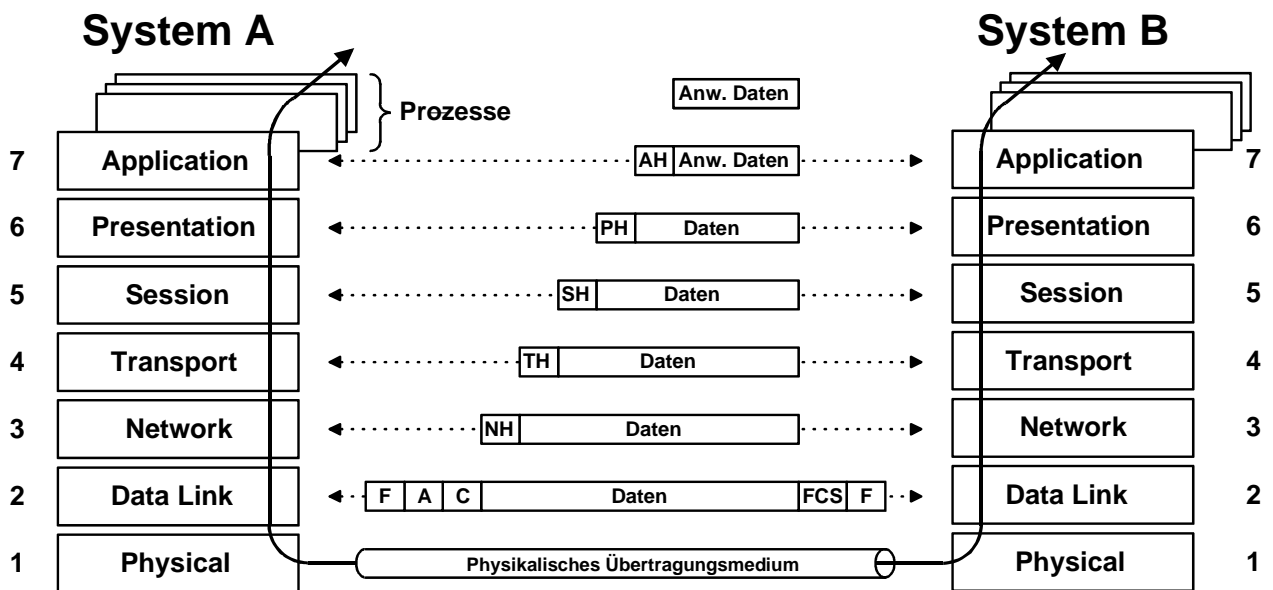 System A System B
Anw. Daten
Prozesse
7 Application AH Anw. Daten Application 7
6 Presentation PH Daten Presentation 6
5 Session SH Daten Session 5
4 Transport TH Daten Transport 4
3 Network NH Daten Network 3
2 Data Link F A C Daten FCS F Data Link 2
1 Physical Physikalisches Übertragungsmedium Physical 1